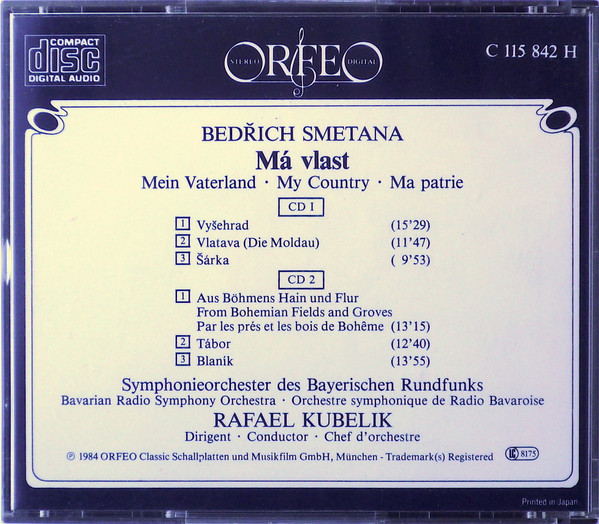 COMPACT
disc
DIGITAL AUDIO
ORFEO
STEREO DIGITAL
C 115 842 H
BEDŘICH SMETANA
Má vlast
Mein Vaterland · My Country · Ma patrie
CD 1
1 Vyšehrad (15'29)
2 Vlatava (Die Moldau) (11'47)
3 Šárka ( 9'53)
CD 2
1 Aus Böhmens Hain und Flur
From Bohemian Fields and Groves
Par les prés et les bois de Bohême (13'15)
2 Tábor (12'40)
3 Blaník (13'55)
Symphonieorchester des Bayerischen Rundfunks
Bavarian Radio Symphony Orchestra · Orchestre symphonique de Radio Bavaroise
RAFAEL KUBELIK
Dirigent · Conductor · Chef d'orchestre
℗ 1984 ORFEO Classic Schallplatten und Musikfilm GmbH, München - Trademark(s) Registered LC 8175
Printed in Japan